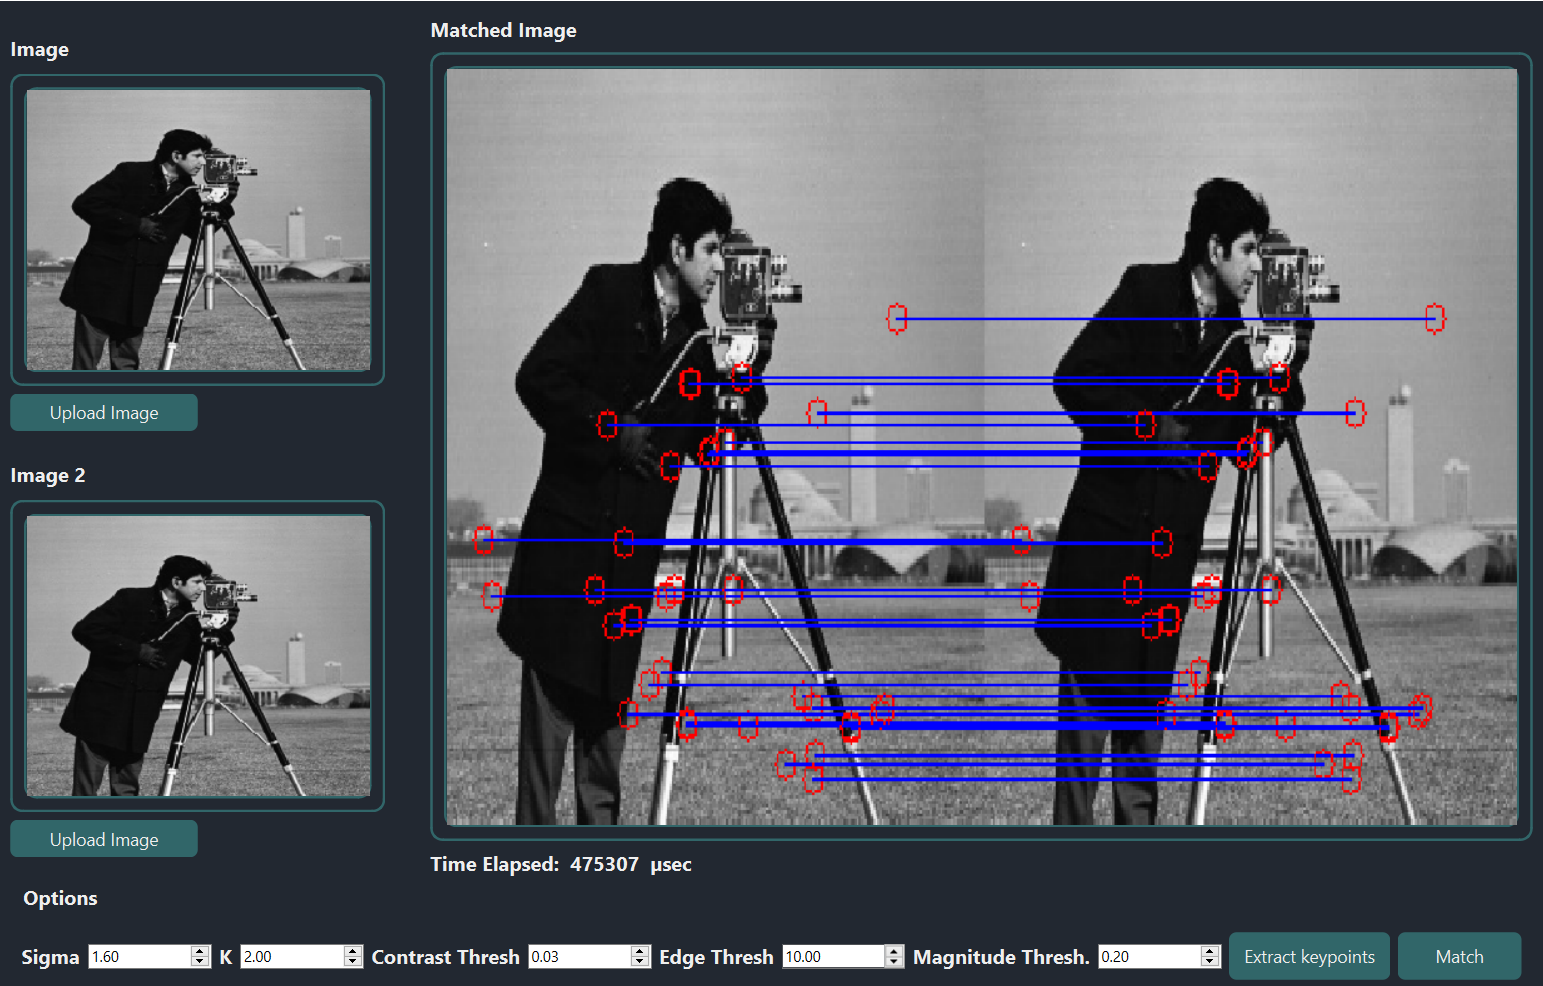 Image
Upload Image
Image 2
Upload Image
Matched Image
Time Elapsed: 475307 µsec
Options
Sigma 1.60 K 2.00 Contrast Thresh 0.03 Edge Thresh 10.00 Magnitude Thresh. 0.20 Extract keypoints Match